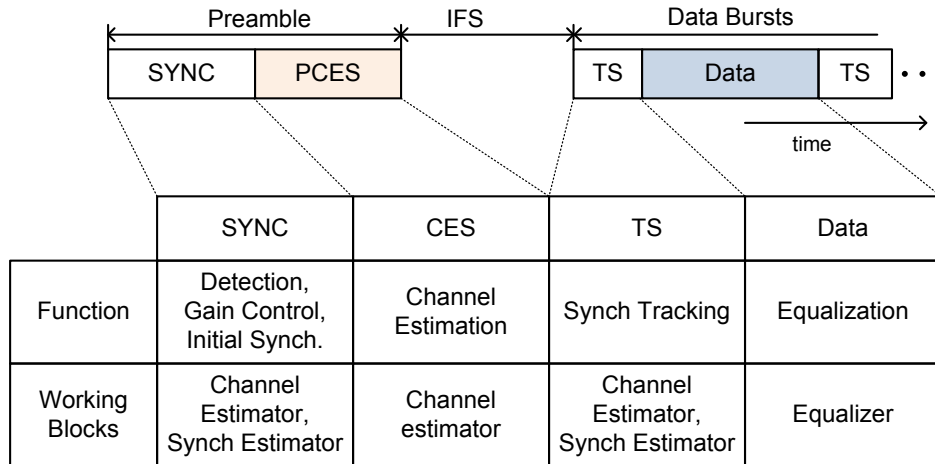 Preamble
IFS
Data Bursts
SYNC
PCES
TS
Data
TS
time
SYNC
CES
TS
Data
Function
Detection,
Gain Control,
Initial Synch.
Channel
Estimation
Synch Tracking
Equalization
Working
Blocks
Channel
Estimator,
Synch Estimator
Channel
estimator
Channel
Estimator,
Synch Estimator
Equalizer